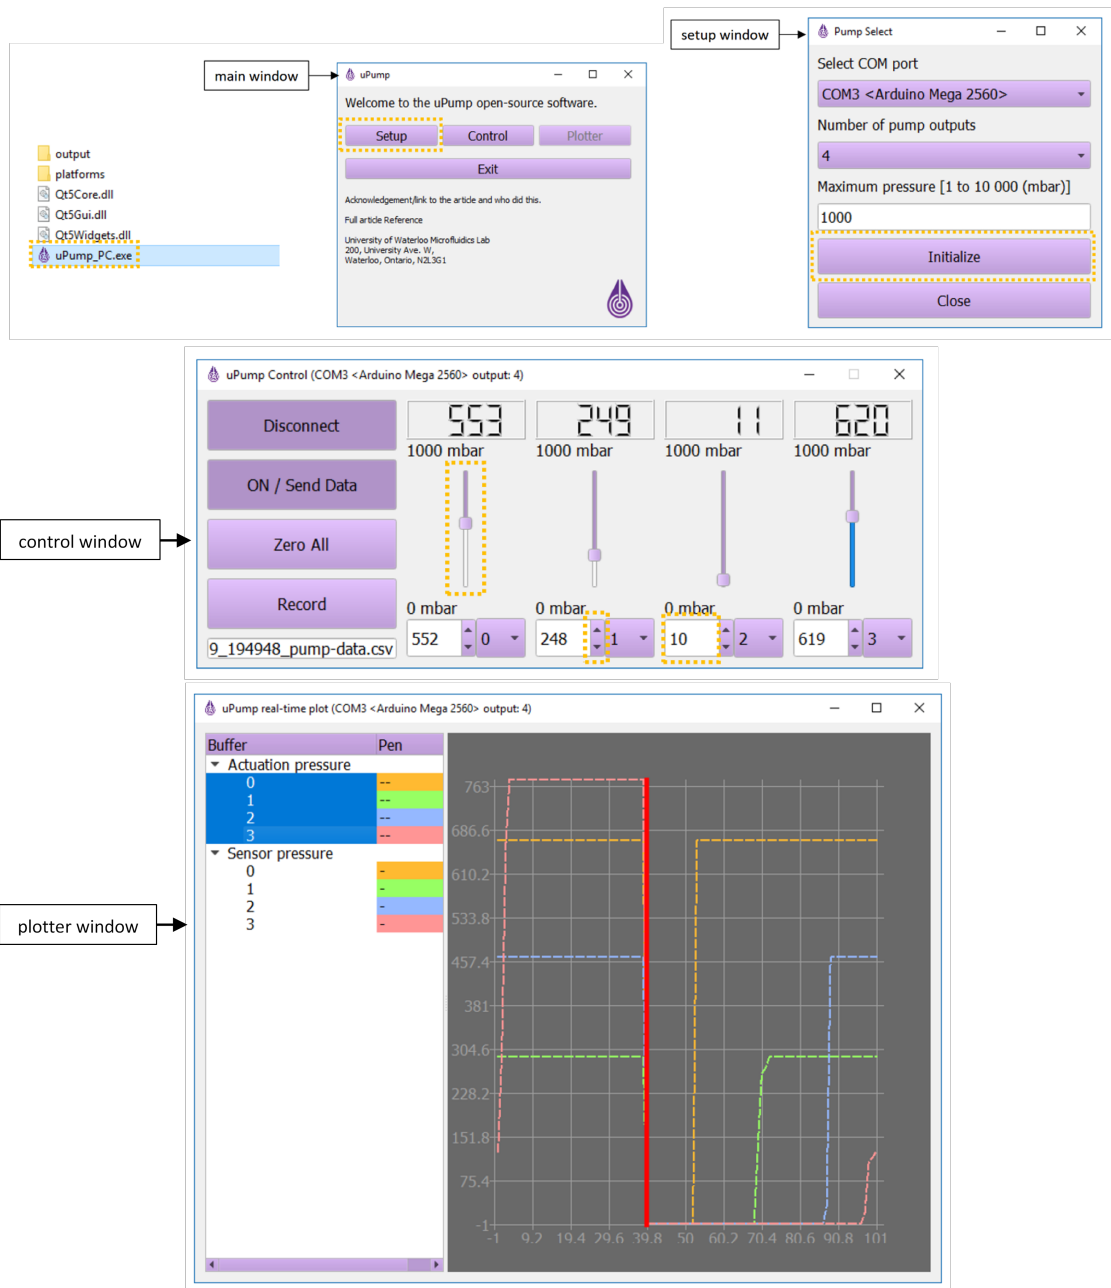 setup window
Pump Select
Select COM port
COM3 <Arduino Mega 2560>
Number of pump outputs
4
Maximum pressure [1 to 10 000 (mbar)]
1000
Initialize
Close
main window
uPump
Welcome to the uPump open-source software.
Setup Control Plotter
Exit
Acknowledgement/link to the article and who did this.
Full article Reference
University of Waterloo Microfluidics Lab
200, University Ave. W,
Waterloo, Ontario, N2L3G1
output
platforms
Qt5Core.dll
Qt5Gui.dll
Qt5Widgets.dll
uPump_PC.exe
control window
uPump Control (COM3 <Arduino Mega 2560> output: 4)
Disconnect
ON / Send Data
Zero All
Record
9_194948_pump-data.csv
553 249 11 620
1000 mbar 1000 mbar 1000 mbar 1000 mbar
0 mbar 0 mbar 0 mbar 0 mbar
552 0 248 1 10 2 619 3
plotter window
uPump real-time plot (COM3 <Arduino Mega 2560> output: 4)
Buffer Pen
Actuation pressure
0 --
1 --
2 --
3 --
Sensor pressure
0 -
1 -
2 -
3 -
763
686.6
610.2
533.8
457.4
381
304.6
228.2
151.8
75.4
-1
-1 9.2 19.4 29.6 39.8 50 60.2 70.4 80.6 90.8 101